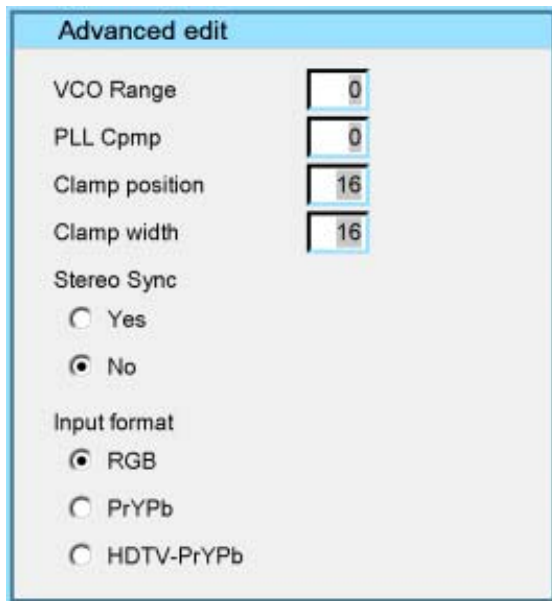 Advanced edit
VCO Range 0
PLL Cpmp 0
Clamp position 16
Clamp width 16
Stereo Sync
Yes
No
Input format
RGB
PrYPb
HDTV-PrYPb